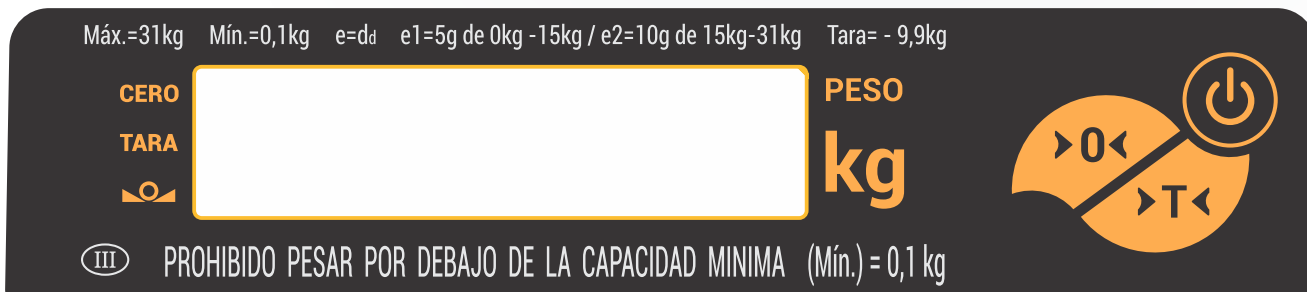 Máx.=31kg Mín.=0,1kg e=dd e1=5g de 0kg -15kg / e2=10g de 15kg-31kg Tara= - 9,9kg
CERO
PESO
TARA
kg
>0<
>T<
III PROHIBIDO PESAR POR DEBAJO DE LA CAPACIDAD MINIMA (Mín.) = 0,1 kg